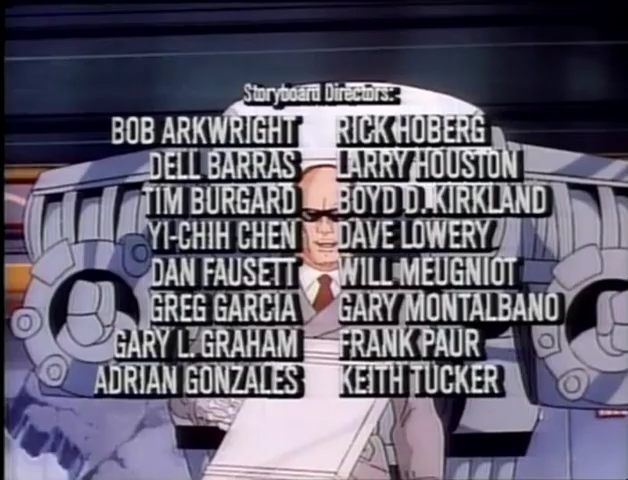 Storyboard Directors:
BOB ARKWRIGHT RICK HOBERG
DELL BARRAS LARRY HOUSTON
TIM BURGARD BOYD D. KIRKLAND
YI-CHIH CHEN DAVE LOWERY
DAN FAUSETT WILL MEUGNIOT
GREG GARCIA GARY MONTALBANO
GARY L. GRAHAM FRANK PAUR
ADRIAN GONZALES KEITH TUCKER